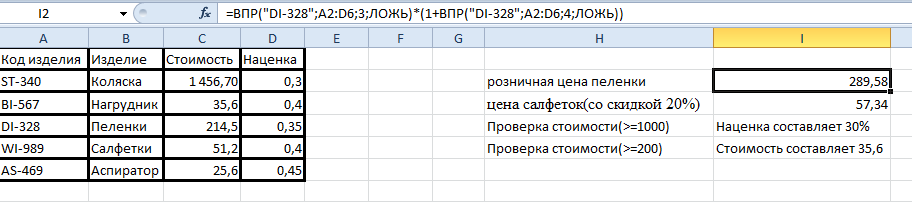 I2 fx =ВПР("DI-328";A2:D6;3;ЛОЖЬ)*(1+ВПР("DI-328";A2:D6;4;ЛОЖЬ))
A B C D E F G H I
Код изделия Изделие Стоимость Наценка
ST-340 Коляска 1 456,70 0,3 розничная цена пеленки 289,58
BI-567 Нагрудник 35,6 0,4 цена салфеток(со скидкой 20%) 57,34
DI-328 Пеленки 214,5 0,35 Проверка стоимости(>=1000) Наценка составляет 30%
WI-989 Салфетки 51,2 0,4 Проверка стоимости(>=200) Стоимость составляет 35,6
AS-469 Аспиратор 25,6 0,45